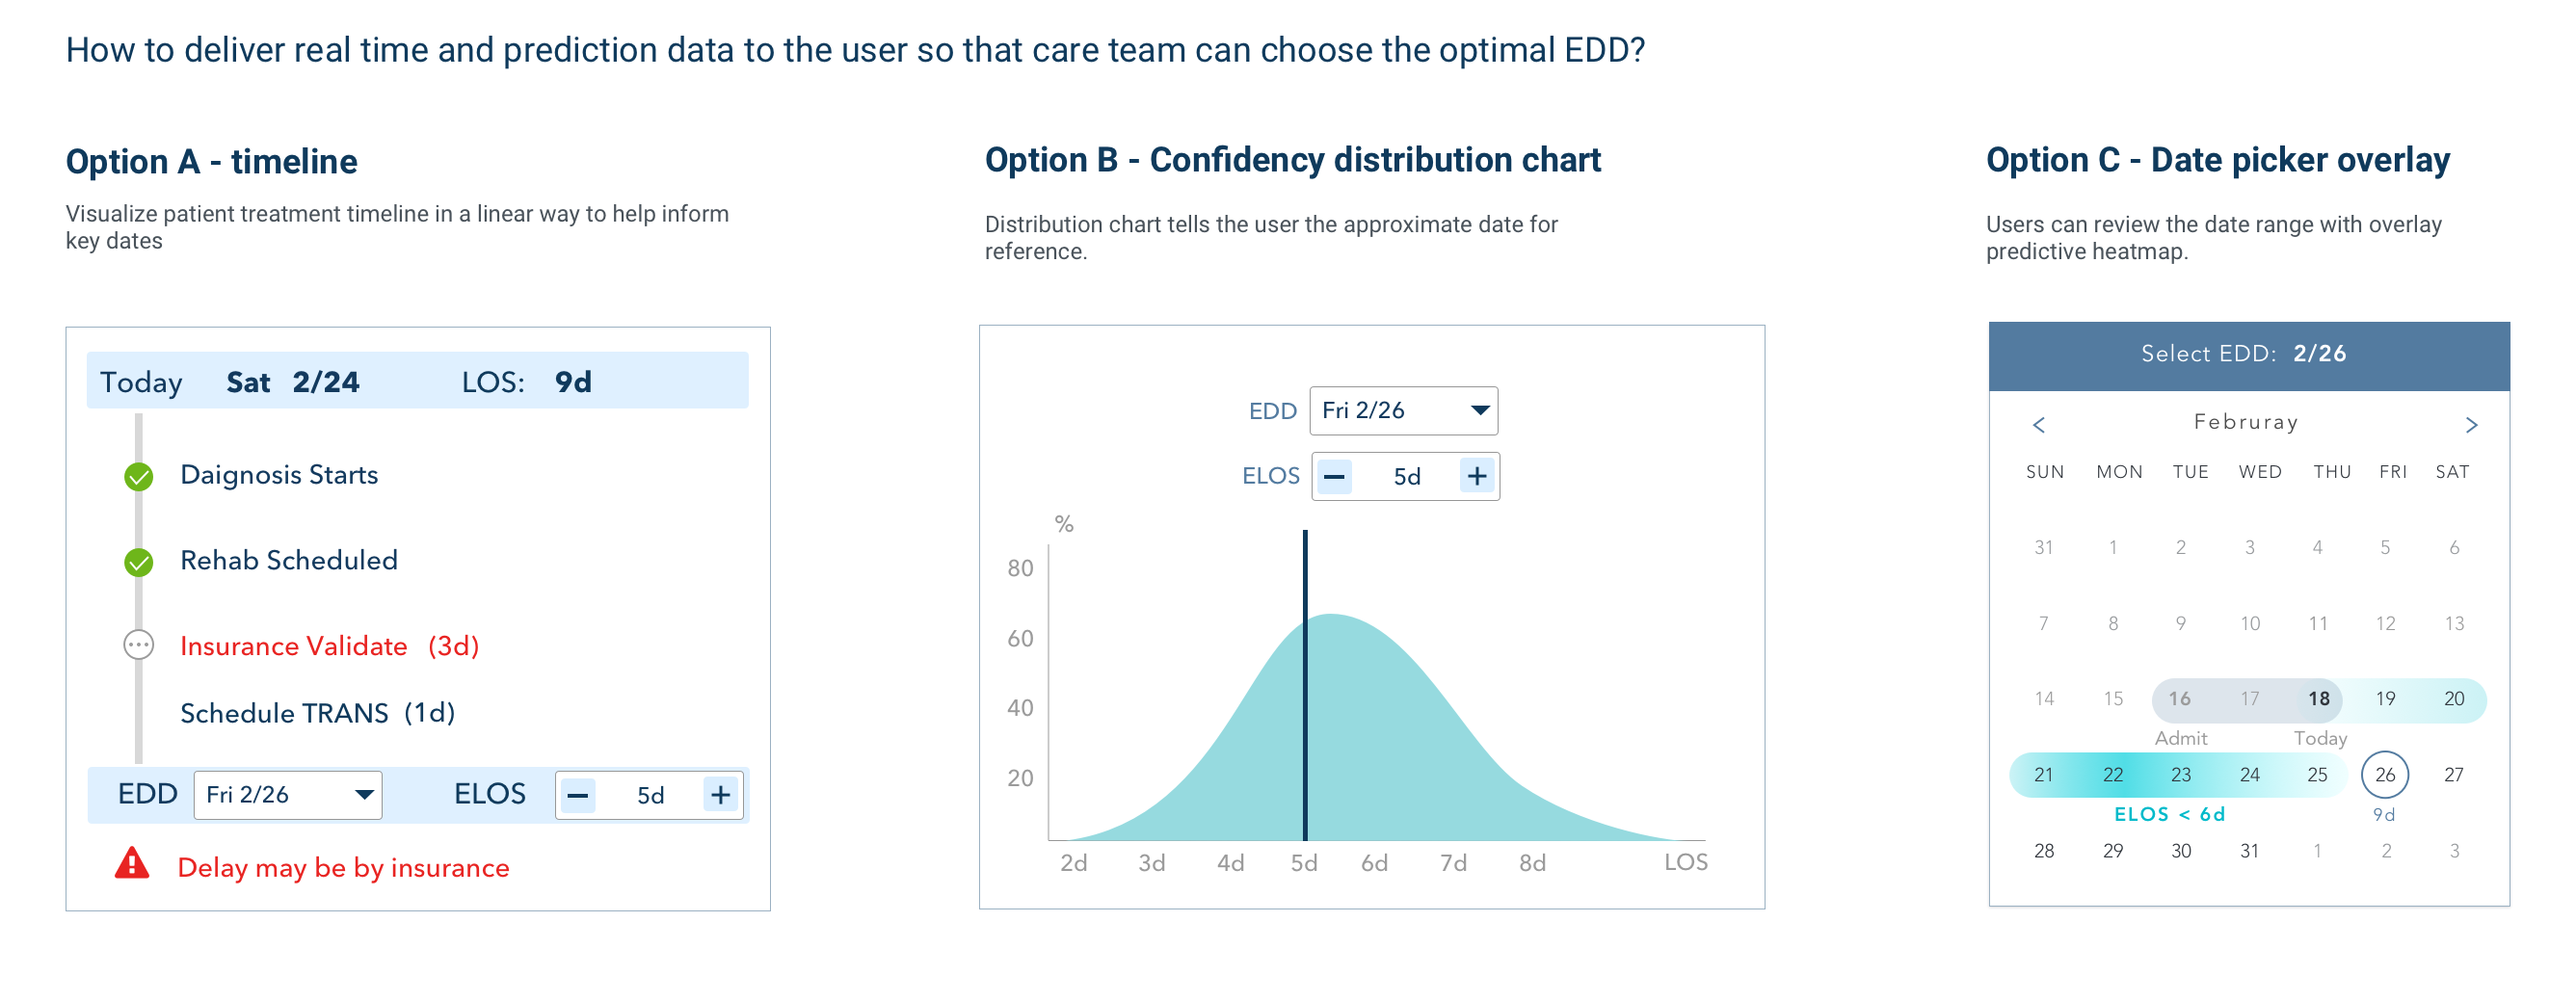 How to deliver real time and prediction data to the user so that care team can choose the optimal EDD?
Option A - timeline
Visualize patient treatment timeline in a linear way to help inform
key dates
Today Sat 2/24 LOS: 9d
Daignosis Starts
Rehab Scheduled
Insurance Validate (3d)
Schedule TRANS (1d)
EDD Fri 2/26 ELOS − 5d +
Delay may be by insurance
Option B - Confidency distribution chart
Distribution chart tells the user the approximate date for
reference.
EDD Fri 2/26
ELOS − 5d +
%
80
60
40
20
2d 3d 4d 5d 6d 7d 8d LOS
Option C - Date picker overlay
Users can review the date range with overlay
predictive heatmap.
Select EDD: 2/26
< Februray >
SUN MON TUE WED THU FRI SAT
31 1 2 3 4 5 6
7 8 9 10 11 12 13
14 15 16 17 18 19 20
Admit Today
21 22 23 24 25 26 27
ELOS < 6d 9d
28 29 30 31 1 2 3